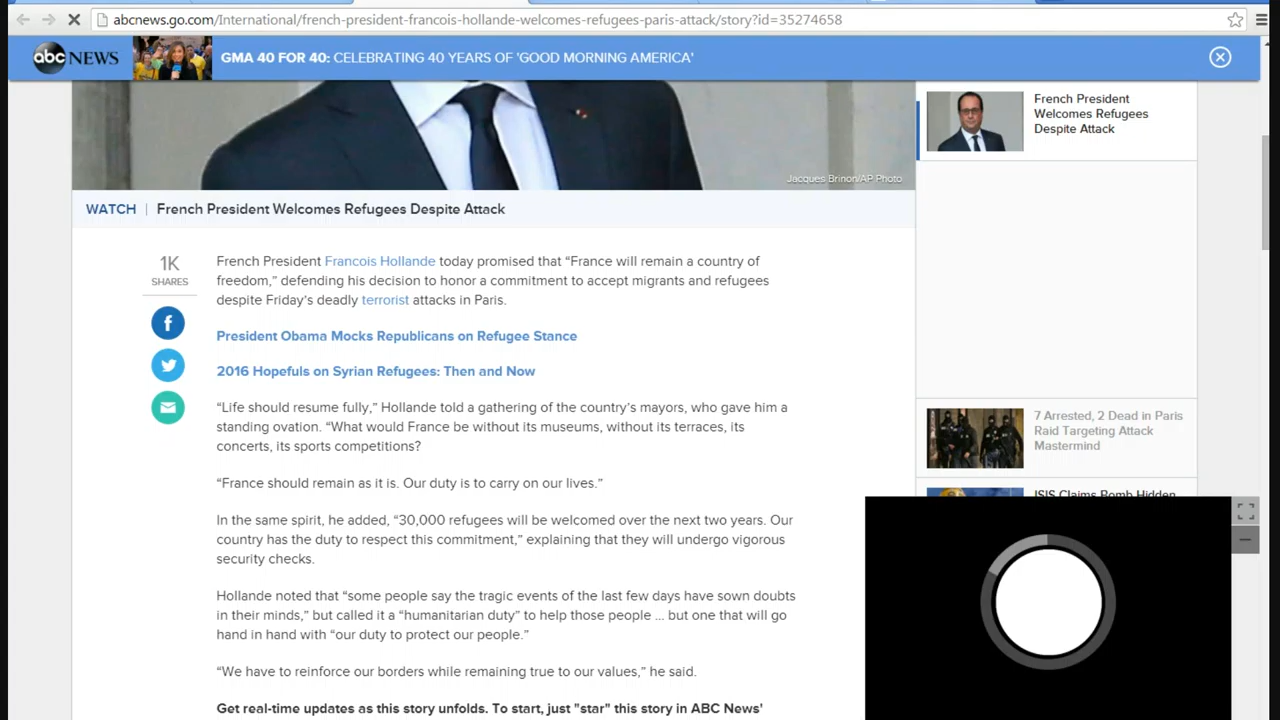 abcnews.go.com/International/french-president-francois-hollande-welcomes-refugees-paris-attack/story?id=35274658
abc NEWS
GMA 40 FOR 40: CELEBRATING 40 YEARS OF 'GOOD MORNING AMERICA'
Jacques Brinon/AP Photo
WATCH | French President Welcomes Refugees Despite Attack
1K
SHARES
French President Francois Hollande today promised that “France will remain a country of
freedom,” defending his decision to honor a commitment to accept migrants and refugees
despite Friday’s deadly terrorist attacks in Paris.
President Obama Mocks Republicans on Refugee Stance
2016 Hopefuls on Syrian Refugees: Then and Now
“Life should resume fully,” Hollande told a gathering of the country’s mayors, who gave him a
standing ovation. “What would France be without its museums, without its terraces, its
concerts, its sports competitions?
“France should remain as it is. Our duty is to carry on our lives.”
In the same spirit, he added, “30,000 refugees will be welcomed over the next two years. Our
country has the duty to respect this commitment,” explaining that they will undergo vigorous
security checks.
Hollande noted that “some people say the tragic events of the last few days have sown doubts
in their minds,” but called it a “humanitarian duty” to help those people ... but one that will go
hand in hand with “our duty to protect our people.”
“We have to reinforce our borders while remaining true to our values,” he said.
Get real-time updates as this story unfolds. To start, just "star" this story in ABC News'
French President
Welcomes Refugees
Despite Attack
7 Arrested, 2 Dead in Paris
Raid Targeting Attack
Mastermind
ISIS Claims Bomb Hidden